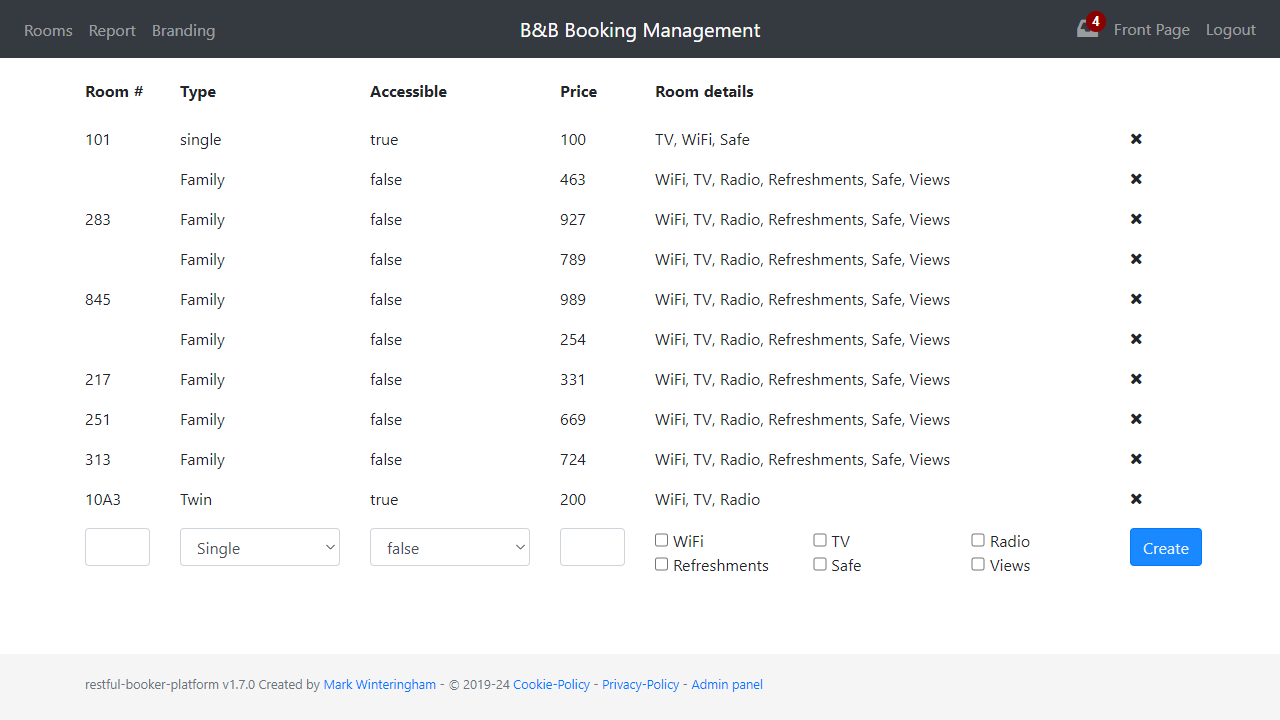 Rooms Report Branding B&B Booking Management 4 Front Page Logout
Room # Type Accessible Price Room details
101 single true 100 TV, WiFi, Safe
Family false 463 WiFi, TV, Radio, Refreshments, Safe, Views
283 Family false 927 WiFi, TV, Radio, Refreshments, Safe, Views
Family false 789 WiFi, TV, Radio, Refreshments, Safe, Views
845 Family false 989 WiFi, TV, Radio, Refreshments, Safe, Views
Family false 254 WiFi, TV, Radio, Refreshments, Safe, Views
217 Family false 331 WiFi, TV, Radio, Refreshments, Safe, Views
251 Family false 669 WiFi, TV, Radio, Refreshments, Safe, Views
313 Family false 724 WiFi, TV, Radio, Refreshments, Safe, Views
10A3 Twin true 200 WiFi, TV, Radio
Single false WiFi TV Radio Create
Refreshments Safe Views
restful-booker-platform v1.7.0 Created by Mark Winteringham - © 2019-24 Cookie-Policy - Privacy-Policy - Admin panel